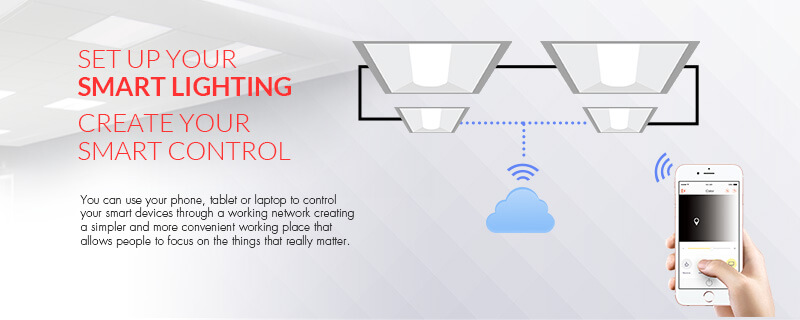 SET UP YOUR
SMART LIGHTING
CREATE YOUR
SMART CONTROL
You can use your phone, tablet or laptop to control
your smart devices through a working network creating
a simpler and more convenient working place that
allows people to focus on the things that really matter.
Color